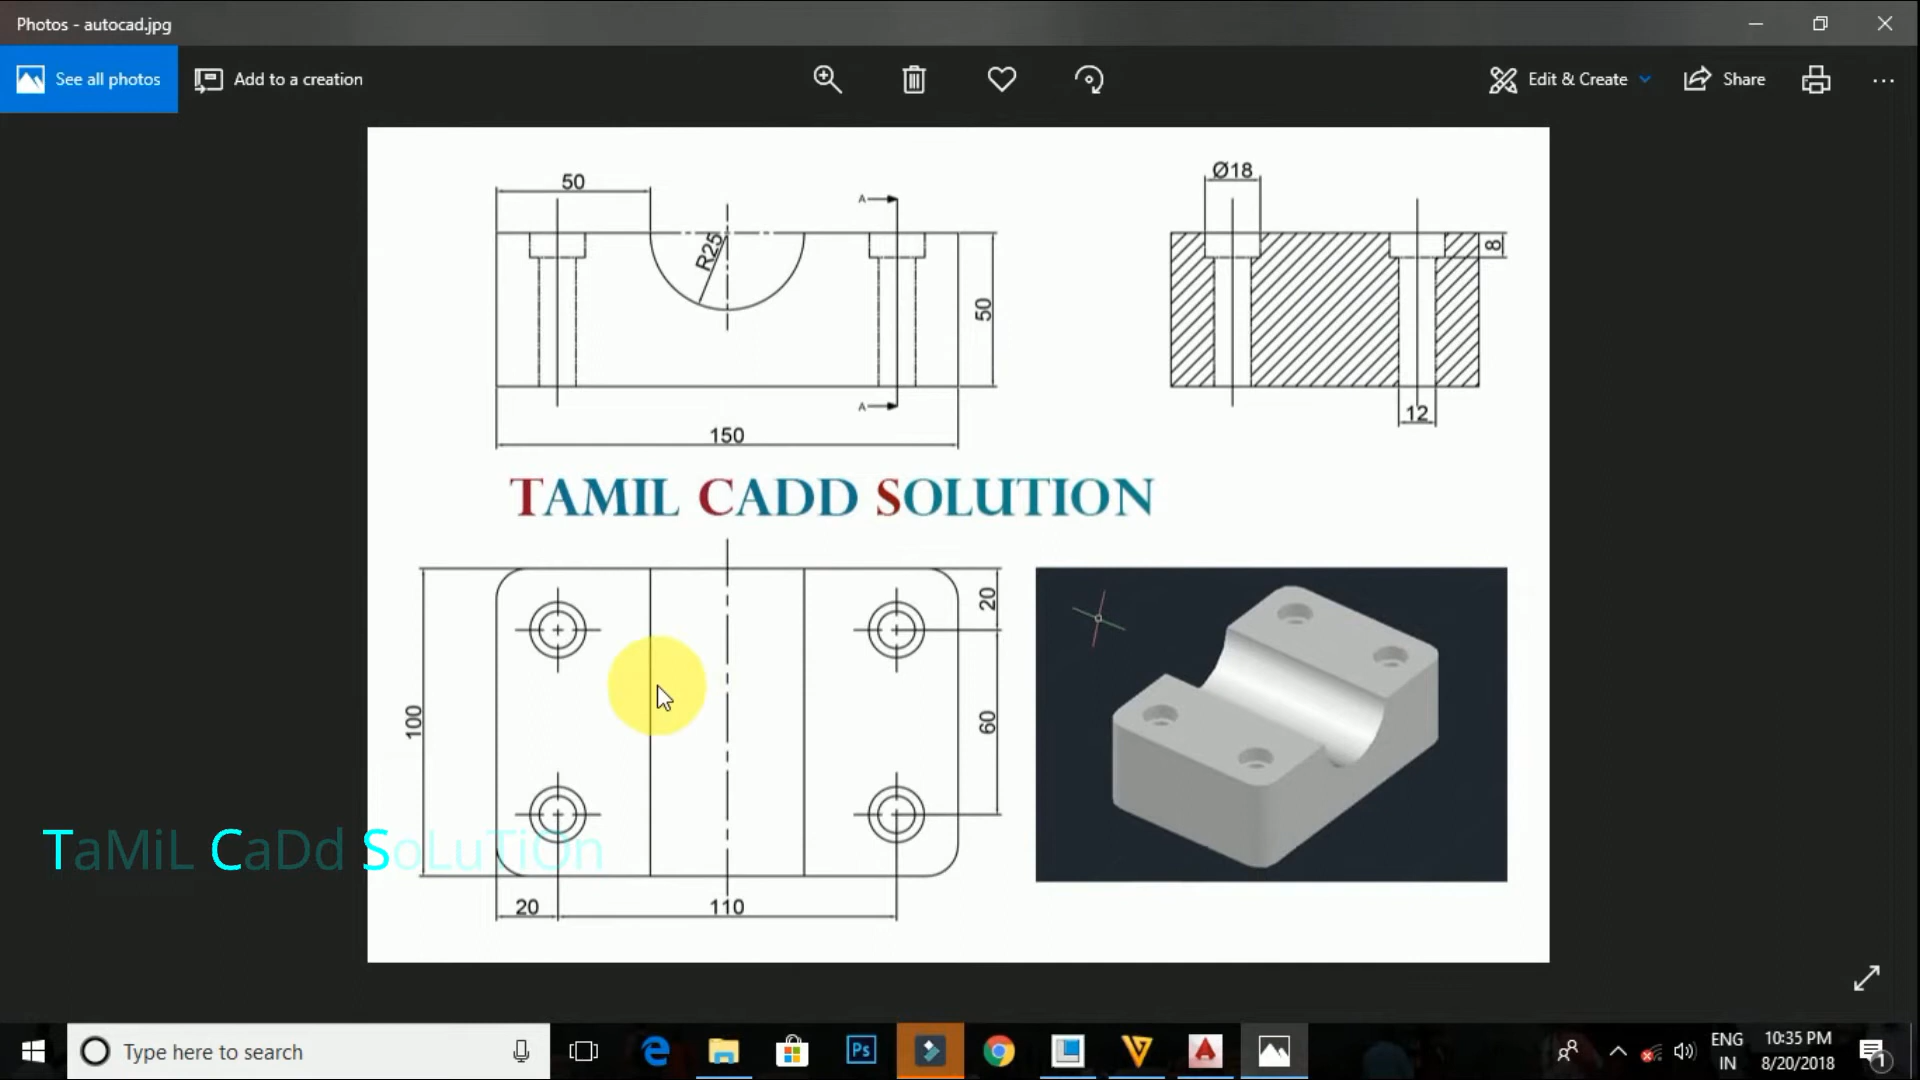 Photos - autocad.jpg
See all photos
Add to a creation
Edit & Create
Share
50
A
R25
50
A
150
Ø18
8
12
TAMIL CADD SOLUTION
100
20
60
20
110
TaMiL CaDd SoLuTiOn
Type here to search
Ps
ENG
IN
10:35 PM
8/20/2018
1